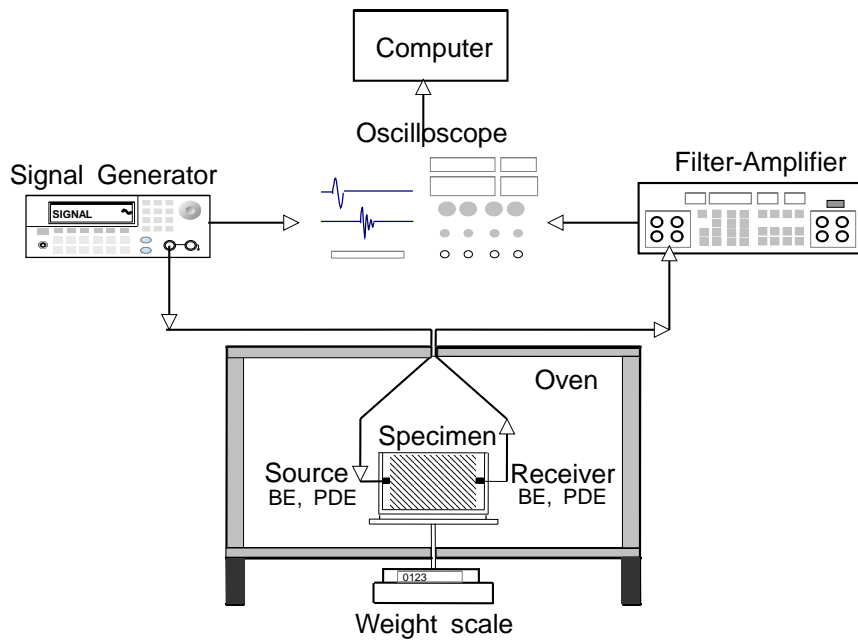 Computer
Oscilloscope
Signal Generator
Filter-Amplifier
SIGNAL
Oven
Specimen
Source
BE, PDE
Receiver
BE, PDE
0123
Weight scale